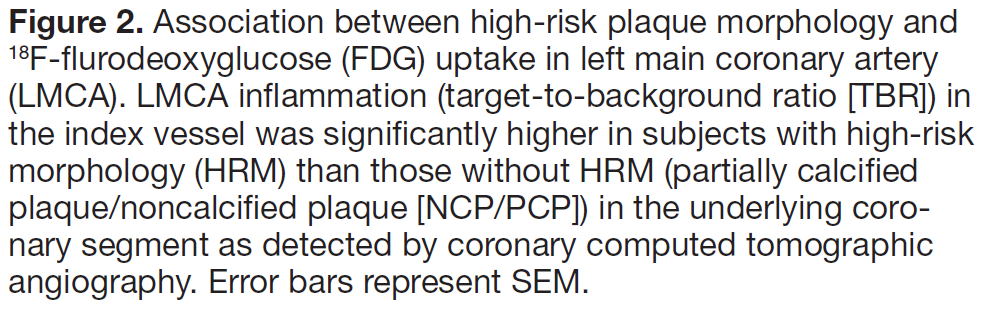 Figure 2. Association between high-risk plaque morphology and
¹⁸F-flurodeoxyglucose (FDG) uptake in left main coronary artery
(LMCA). LMCA inflammation (target-to-background ratio [TBR]) in
the index vessel was significantly higher in subjects with high-risk
morphology (HRM) than those without HRM (partially calcified
plaque/noncalcified plaque [NCP/PCP]) in the underlying coro-
nary segment as detected by coronary computed tomographic
angiography. Error bars represent SEM.